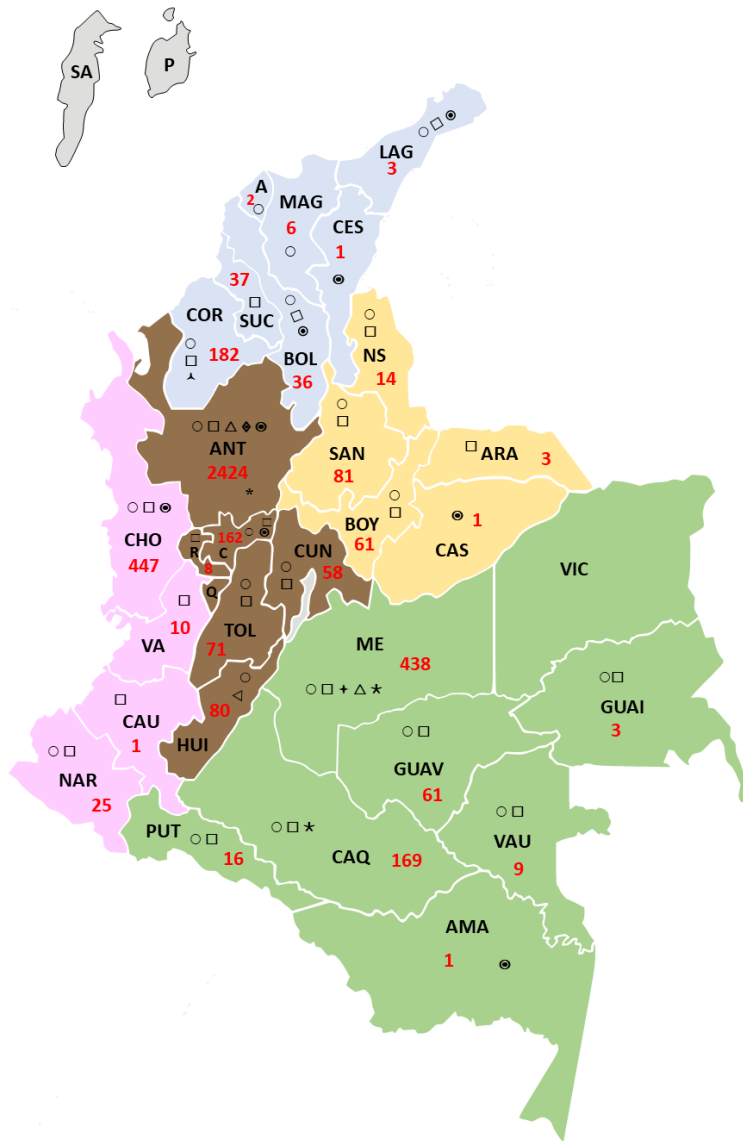 SA
P
LAG
3
A
2
MAG
6
CES
1
37
SUC
COR
182
BOL
36
NS
14
ANT
2424
SAN
81
ARA
3
CHO
447
162
R
C
8
Q
CUN
58
BOY
61
1
CAS
VIC
10
VA
TOL
71
ME
438
GUAI
3
80
HUI
CAU
1
NAR
25
GUAV
61
PUT
16
CAQ
169
VAU
9
AMA
1